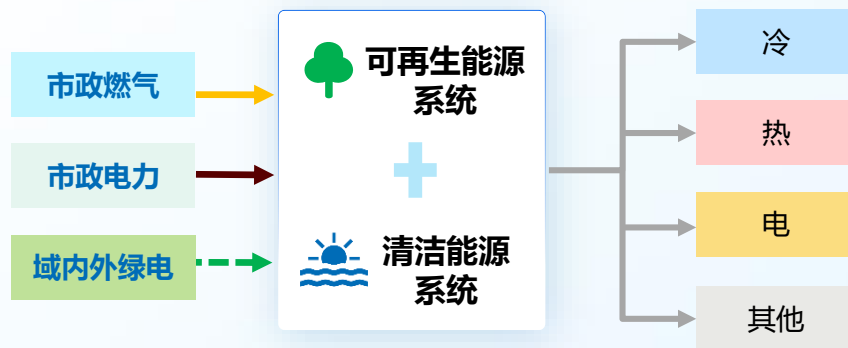 市政燃气
市政电力
域内外绿电
可再生能源
系统
清洁能源
系统
冷
热
电
其他